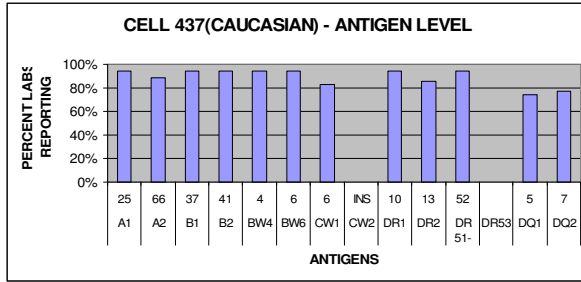 CELL 437(CAUCASIAN) - ANTIGEN LEVEL
PERCENT LABS
REPORTING
100%
80%
60%
40%
20%
0%
25 66 37 41 4 6 6 INS 10 13 52 5 7
A1 A2 B1 B2 BW4 BW6 CW1 CW2 DR1 DR2 DR DR53 DQ1 DQ2
51-
ANTIGENS